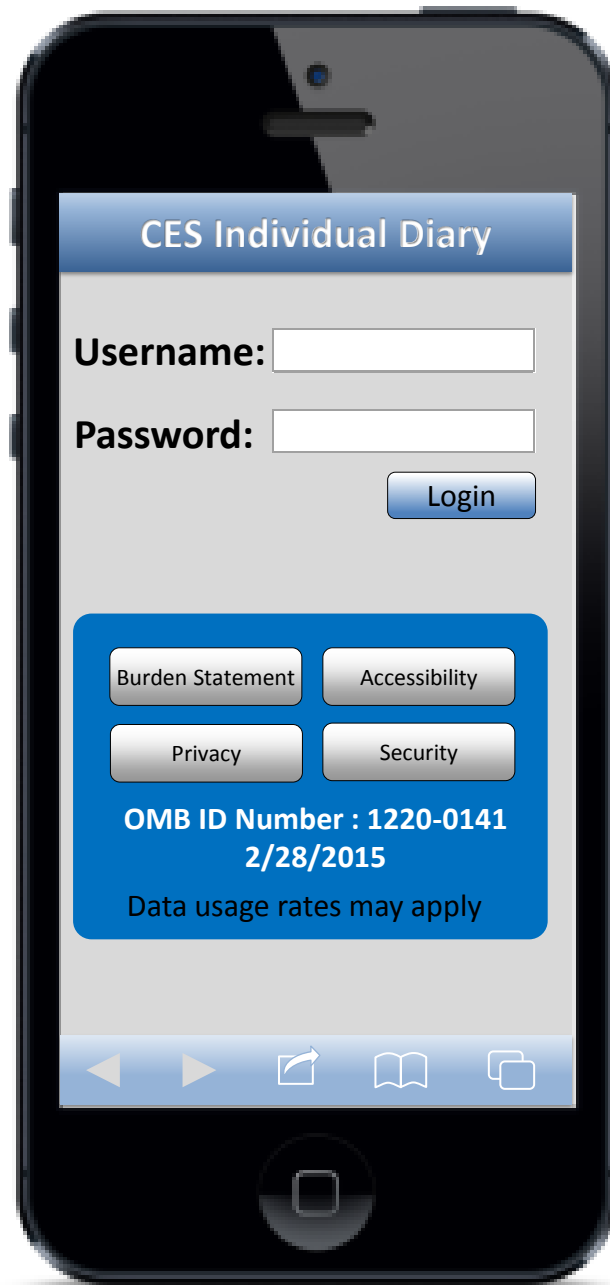 CES Individual Diary
Username:
Password:
Login
Burden Statement
Accessibility
Privacy
Security
OMB ID Number : 1220-0141
2/28/2015
Data usage rates may apply